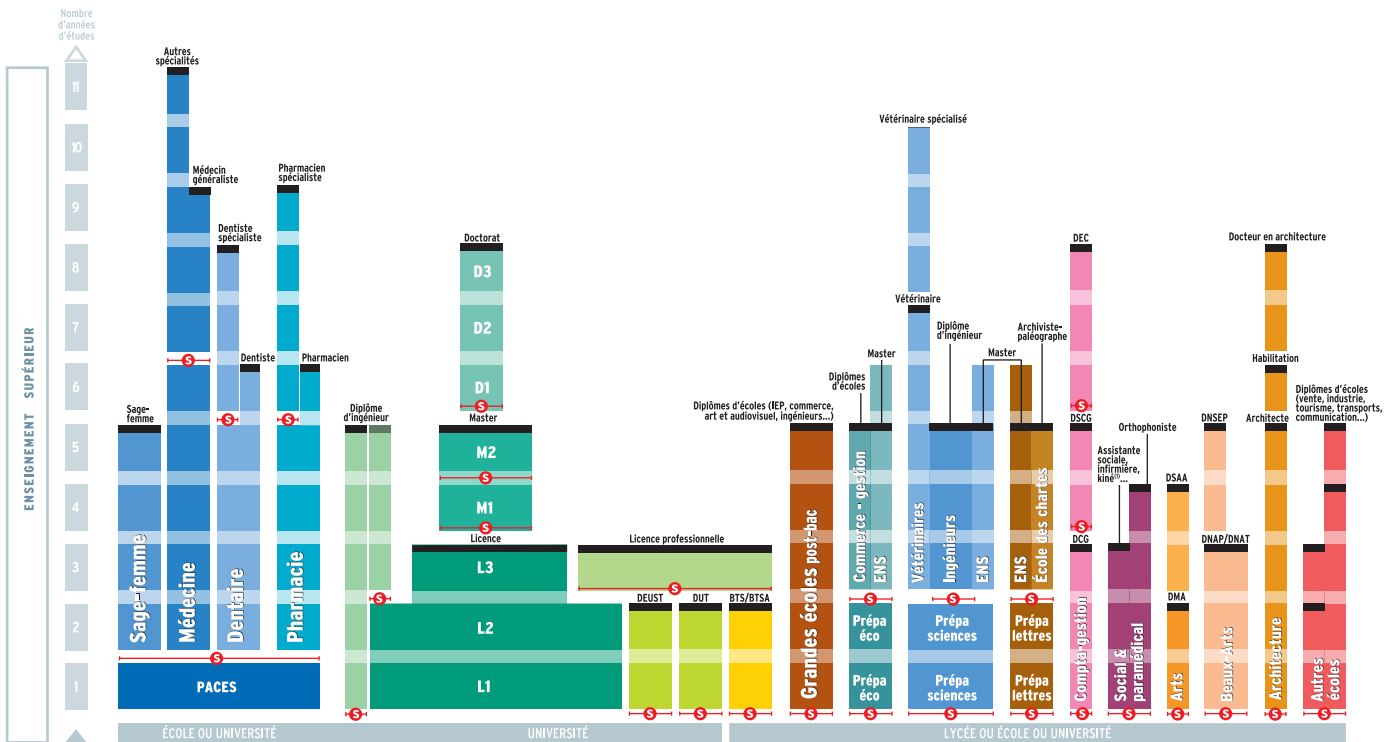 Nombre
d'années
d'études
ENSEIGNEMENT SUPÉRIEUR
11
10
9
8
7
6
5
4
3
2
1
Autres
spécialités
Médecin
généraliste
Dentiste
spécialiste
Pharmacien
spécialiste
Dentiste
Pharmacien
Sage-
femme
Diplôme
d'ingénieur
Sage-femme
Médecine
Dentaire
Pharmacie
PACES
S
S
S
S
S
S
Doctorat
D3
D2
D1
S
Master
M2
S
M1
S
Licence
L3
L2
L1
Licence professionnelle
S
DEUST
S
DUT
S
BTS/BTSA
S
Diplômes d'écoles (IEP, commerce,
art et audiovisuel, ingénieurs...)
Grandes écoles post-bac
S
Diplômes
d'écoles
Master
Commerce - gestion
ENS
S
Prépa
éco
Prépa
éco
S
Vétérinaire spécialisé
Vétérinaire
Diplôme
d'ingénieur
Master
Vétérinaires
Ingénieurs
ENS
S
Prépa
sciences
Prépa
sciences
S
Archiviste-
paléographe
ENS
École des chartes
S
Prépa
lettres
Prépa
lettres
S
DEC
S
DSCG
S
DCG
Compta-gestion
S
Orthophoniste
Assistante
sociale,
infirmière,
kiné(1)...
Social &
paramédical
S
DSAA
DMA
Arts
S
DNSEP
DNAP/DNAT
Beaux-Arts
S
Docteur en architecture
Habilitation
Architecte
Architecture
S
Diplômes d'écoles
(vente, industrie,
tourisme, transports,
communication...)
Autres
écoles
S
ÉCOLE OU UNIVERSITÉ
UNIVERSITÉ
LYCÉE OU ÉCOLE OU UNIVERSITÉ